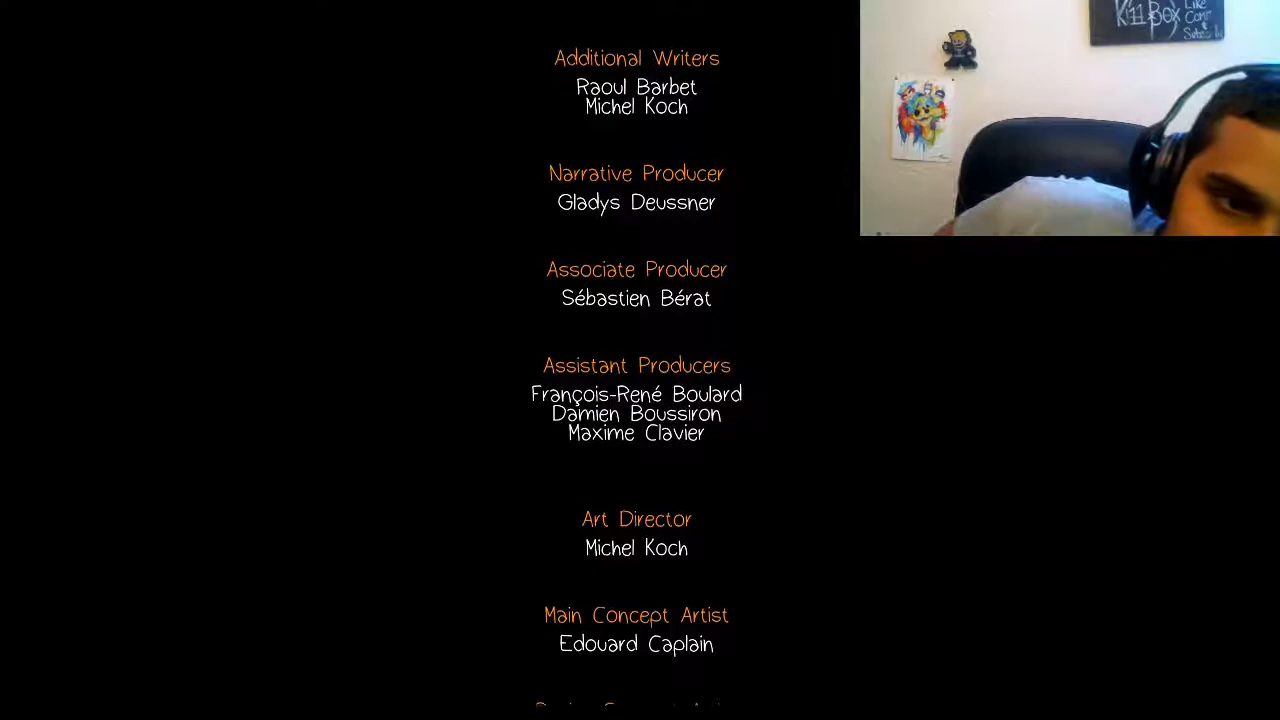 Additional Writers
Raoul Barbet
Michel Koch
Narrative Producer
Gladys Deussner
Associate Producer
Sébastien Bérat
Assistant Producers
François-René Boulard
Damien Boussiron
Maxime Clavier
Art Director
Michel Koch
Main Concept Artist
Edouard Caplain
Like